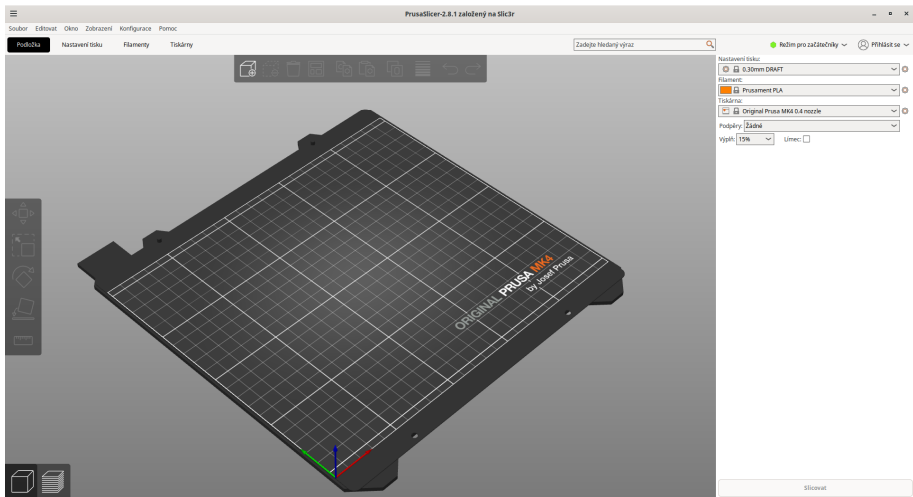 PrusaSlicer-2.8.1 založený na Slic3r
Soubor Editovat Okno Zobrazení Konfigurace Pomoc
Podložka Nastavení tisku Filamenty Tiskárny
Zadejte hledaný výraz
Režim pro začátečníky
Přihlásit se
Nastavení tisku:
0.30mm DRAFT
Filament:
Prusament PLA
Tiskárna:
Original Prusa MK4 0.4 nozzle
Podpěry: Žádné
Výplň: 15% Límec:
ORIGINAL PRUSA MK4
by Josef Prusa
Slicovat